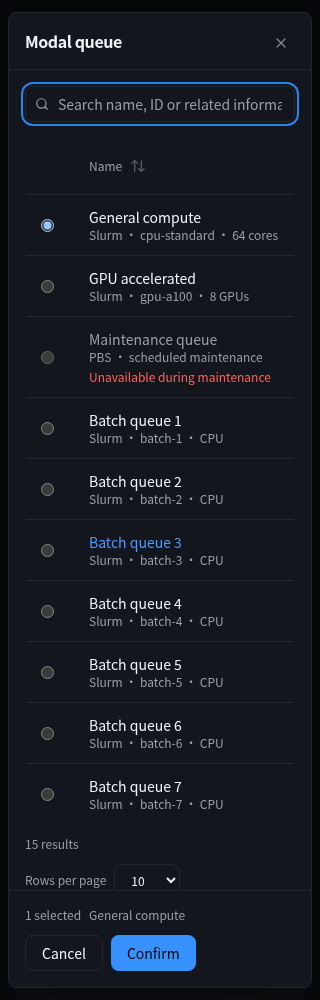 Modal queue
Search name, ID or related informa
Name
General compute
Slurm • cpu-standard • 64 cores
GPU accelerated
Slurm • gpu-a100 • 8 GPUs
Maintenance queue
PBS • scheduled maintenance
Unavailable during maintenance
Batch queue 1
Slurm • batch-1 • CPU
Batch queue 2
Slurm • batch-2 • CPU
Batch queue 3
Slurm • batch-3 • CPU
Batch queue 4
Slurm • batch-4 • CPU
Batch queue 5
Slurm • batch-5 • CPU
Batch queue 6
Slurm • batch-6 • CPU
Batch queue 7
Slurm • batch-7 • CPU
15 results
Rows per page 10
1 selected General compute
Cancel Confirm